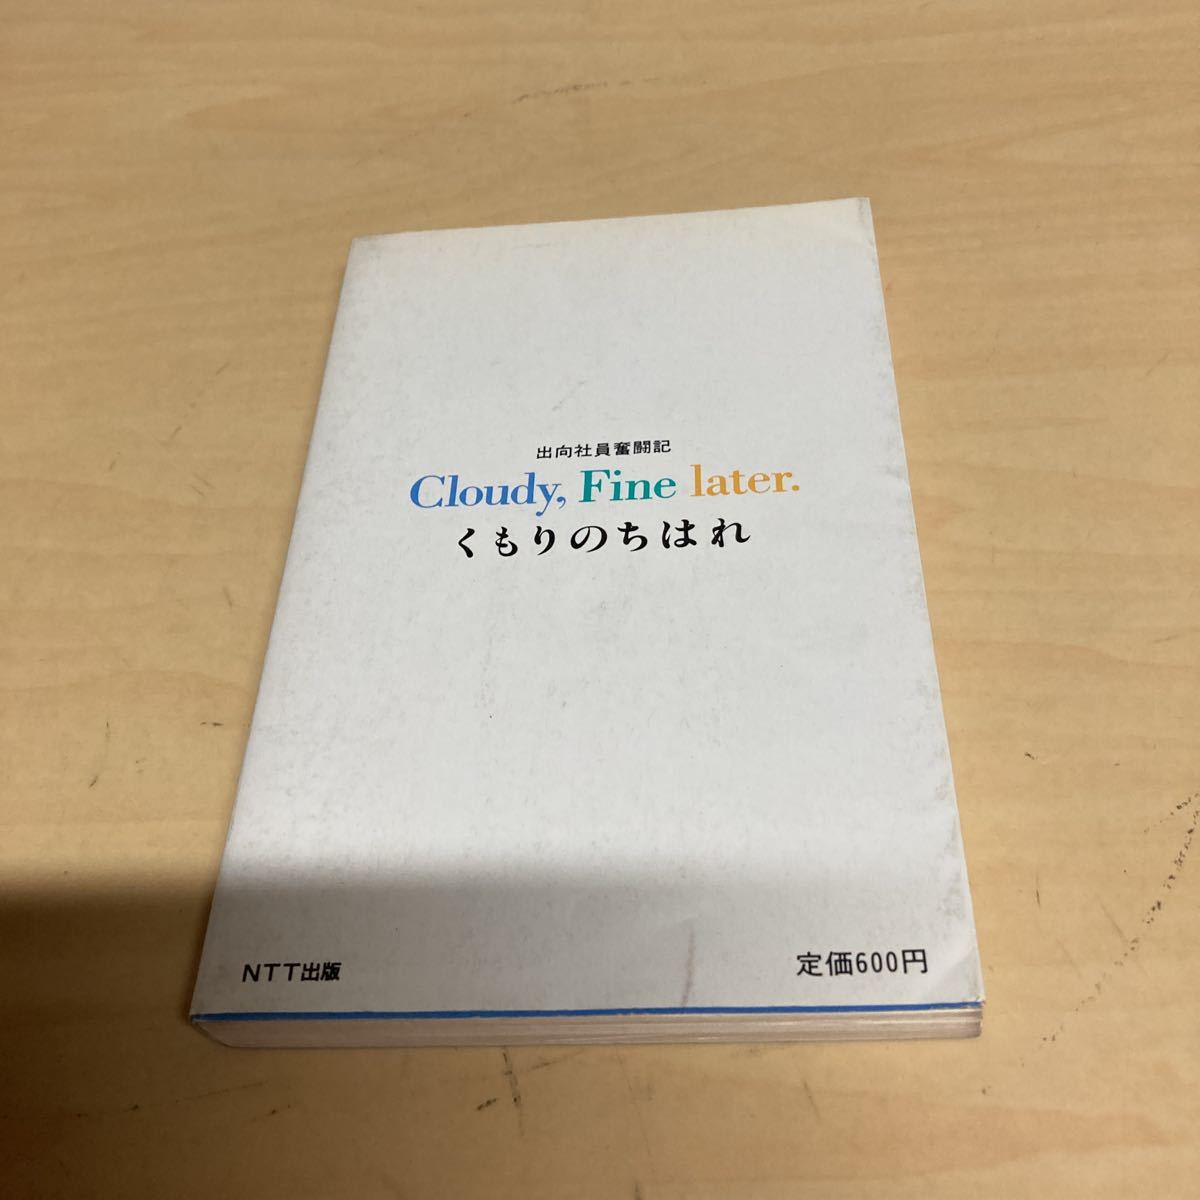 出向社員奮闘記
Cloudy, Fine later.
くもりのちはれ
NTT出版
定価600円